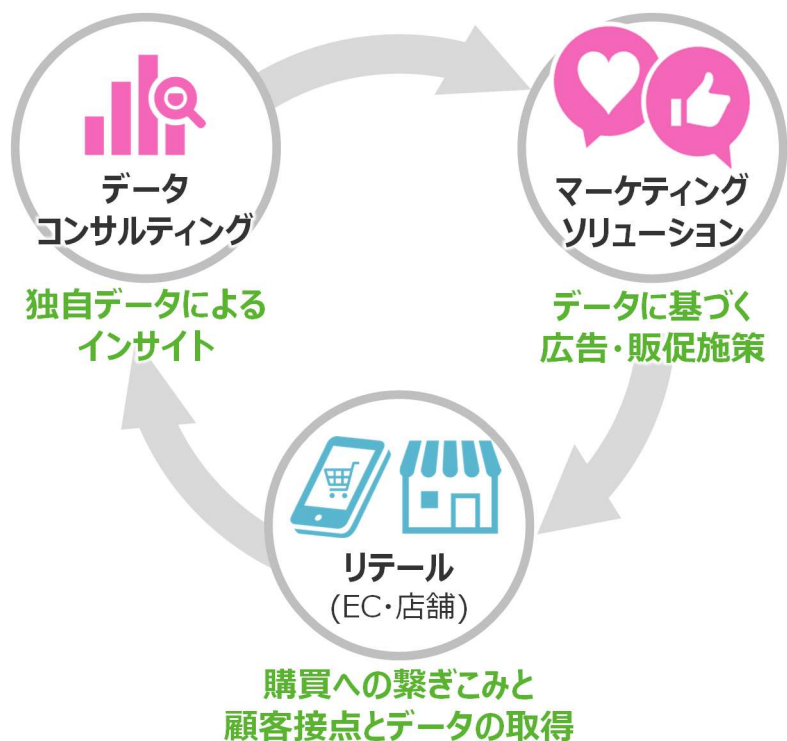 データ
コンサルティング
独自データによる
インサイト
マーケティング
ソリューション
データに基づく
広告・販促施策
リテール
(EC・店舗)
購買への繋ぎこみと
顧客接点とデータの取得